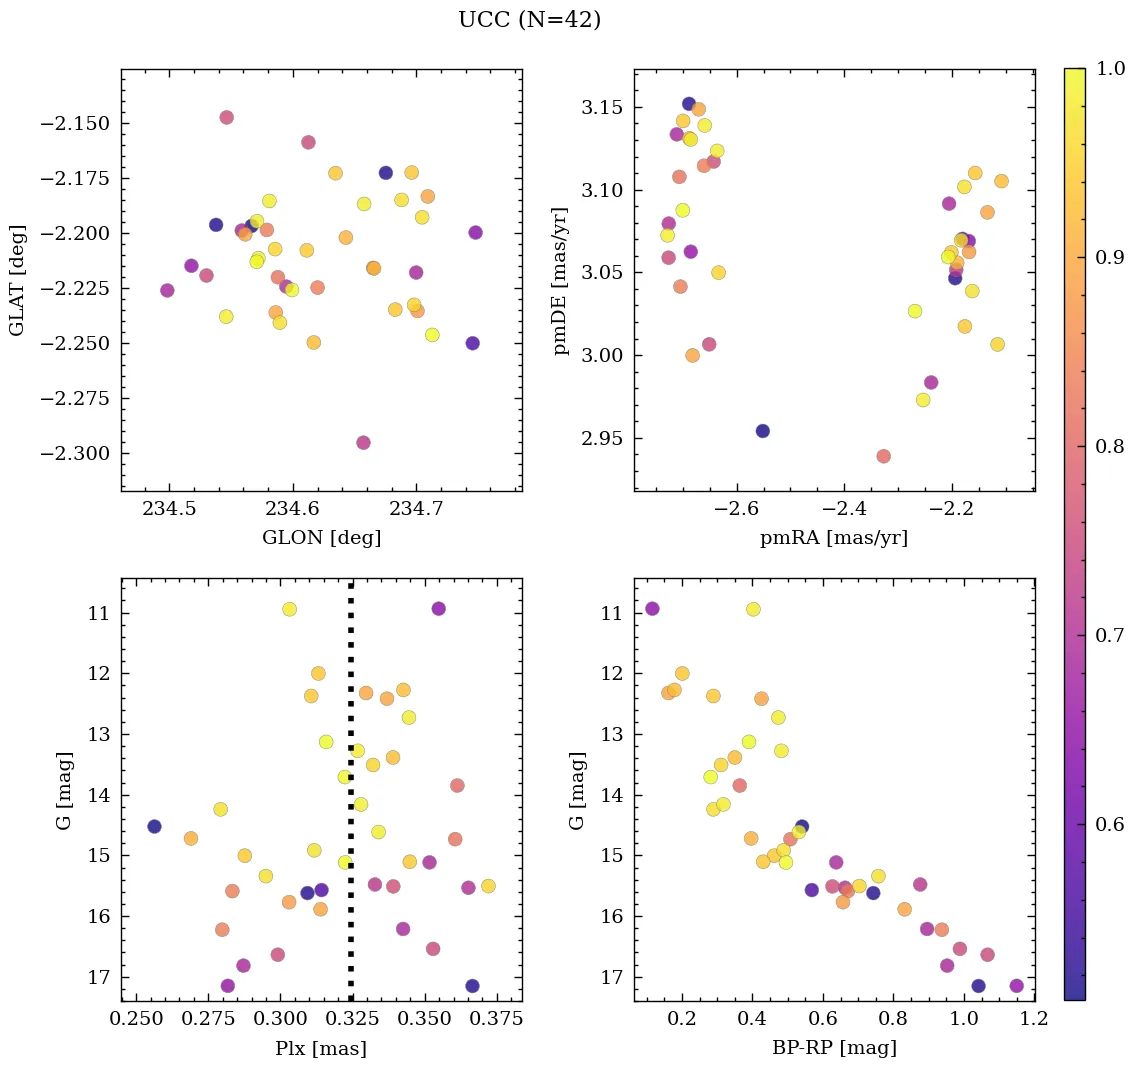 UCC (N=42)
−2.150
−2.175
−2.200
−2.225
−2.250
−2.275
−2.300
GLAT [deg]
234.5 234.6 234.7
GLON [deg]
3.15
3.10
3.05
3.00
2.95
pmDE [mas/yr]
−2.6 −2.4 −2.2
pmRA [mas/yr]
11
12
13
14
15
16
17
G [mag]
0.250 0.275 0.300 0.325 0.350 0.375
Plx [mas]
11
12
13
14
15
16
17
G [mag]
0.2 0.4 0.6 0.8 1.0 1.2
BP-RP [mag]
1.0
0.9
0.8
0.7
0.6